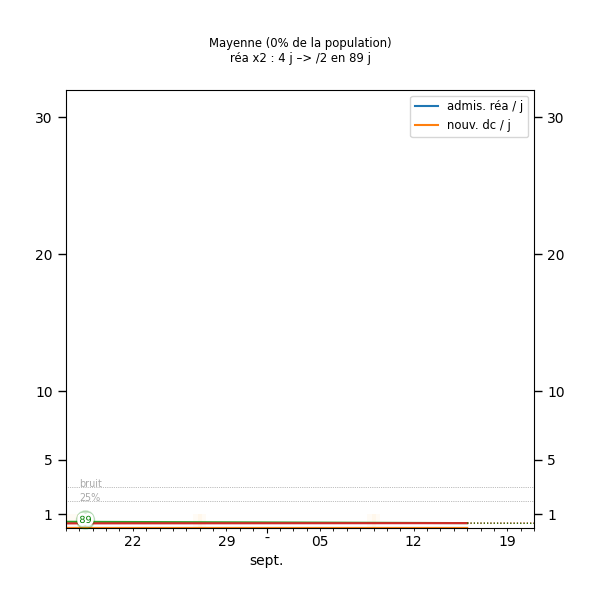 Mayenne (0% de la population)
réa x2 : 4 j –> /2 en 89 j
admis. réa / j
nouv. dc / j
30 30
20 20
10 10
5 5
bruit
25%
1 89 1
22 29 - 05 12 19
sept.